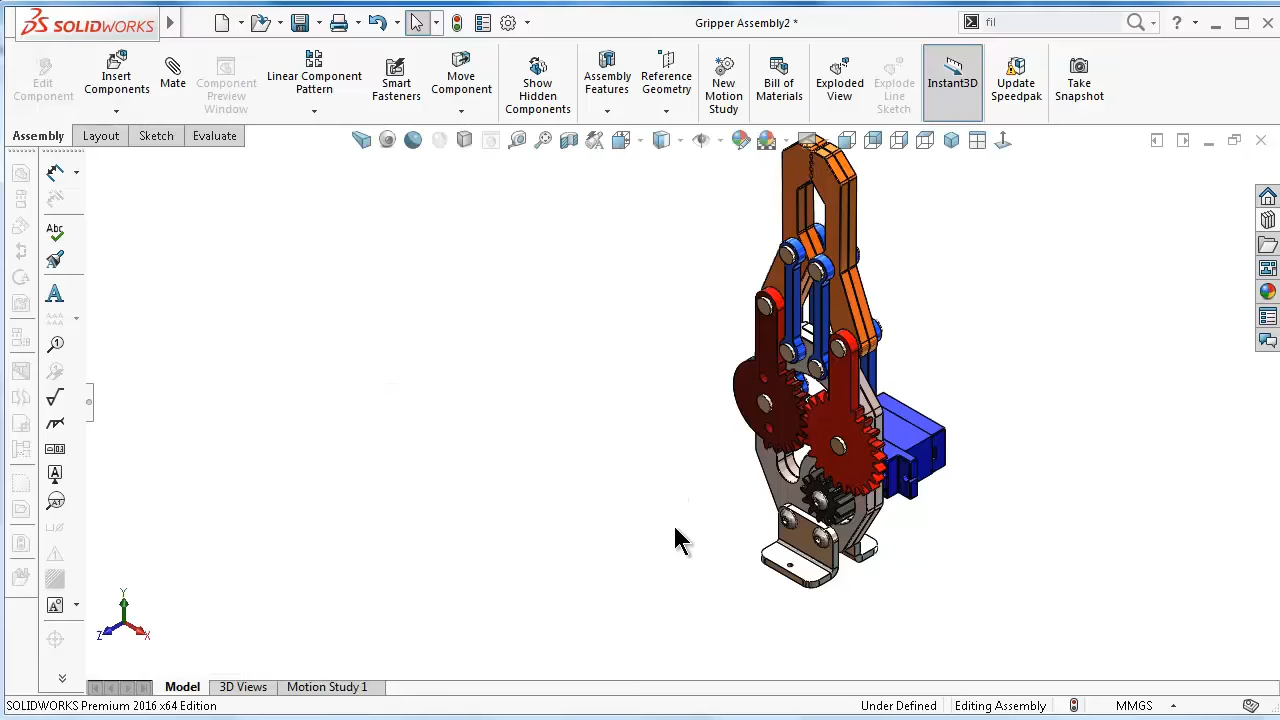 SOLIDWORKS
Gripper Assembly2 *
fil
?
Edit Component
Insert Components
Mate
Component Preview Window
Linear Component Pattern
Smart Fasteners
Move Component
Show Hidden Components
Assembly Features
Reference Geometry
New Motion Study
Bill of Materials
Exploded View
Explode Line Sketch
Instant3D
Update Speedpak
Take Snapshot
Assembly Layout Sketch Evaluate
Abc
A
Y
Z X
Model 3D Views Motion Study 1
SOLIDWORKS Premium 2016 x64 Edition Under Defined Editing Assembly MMGS